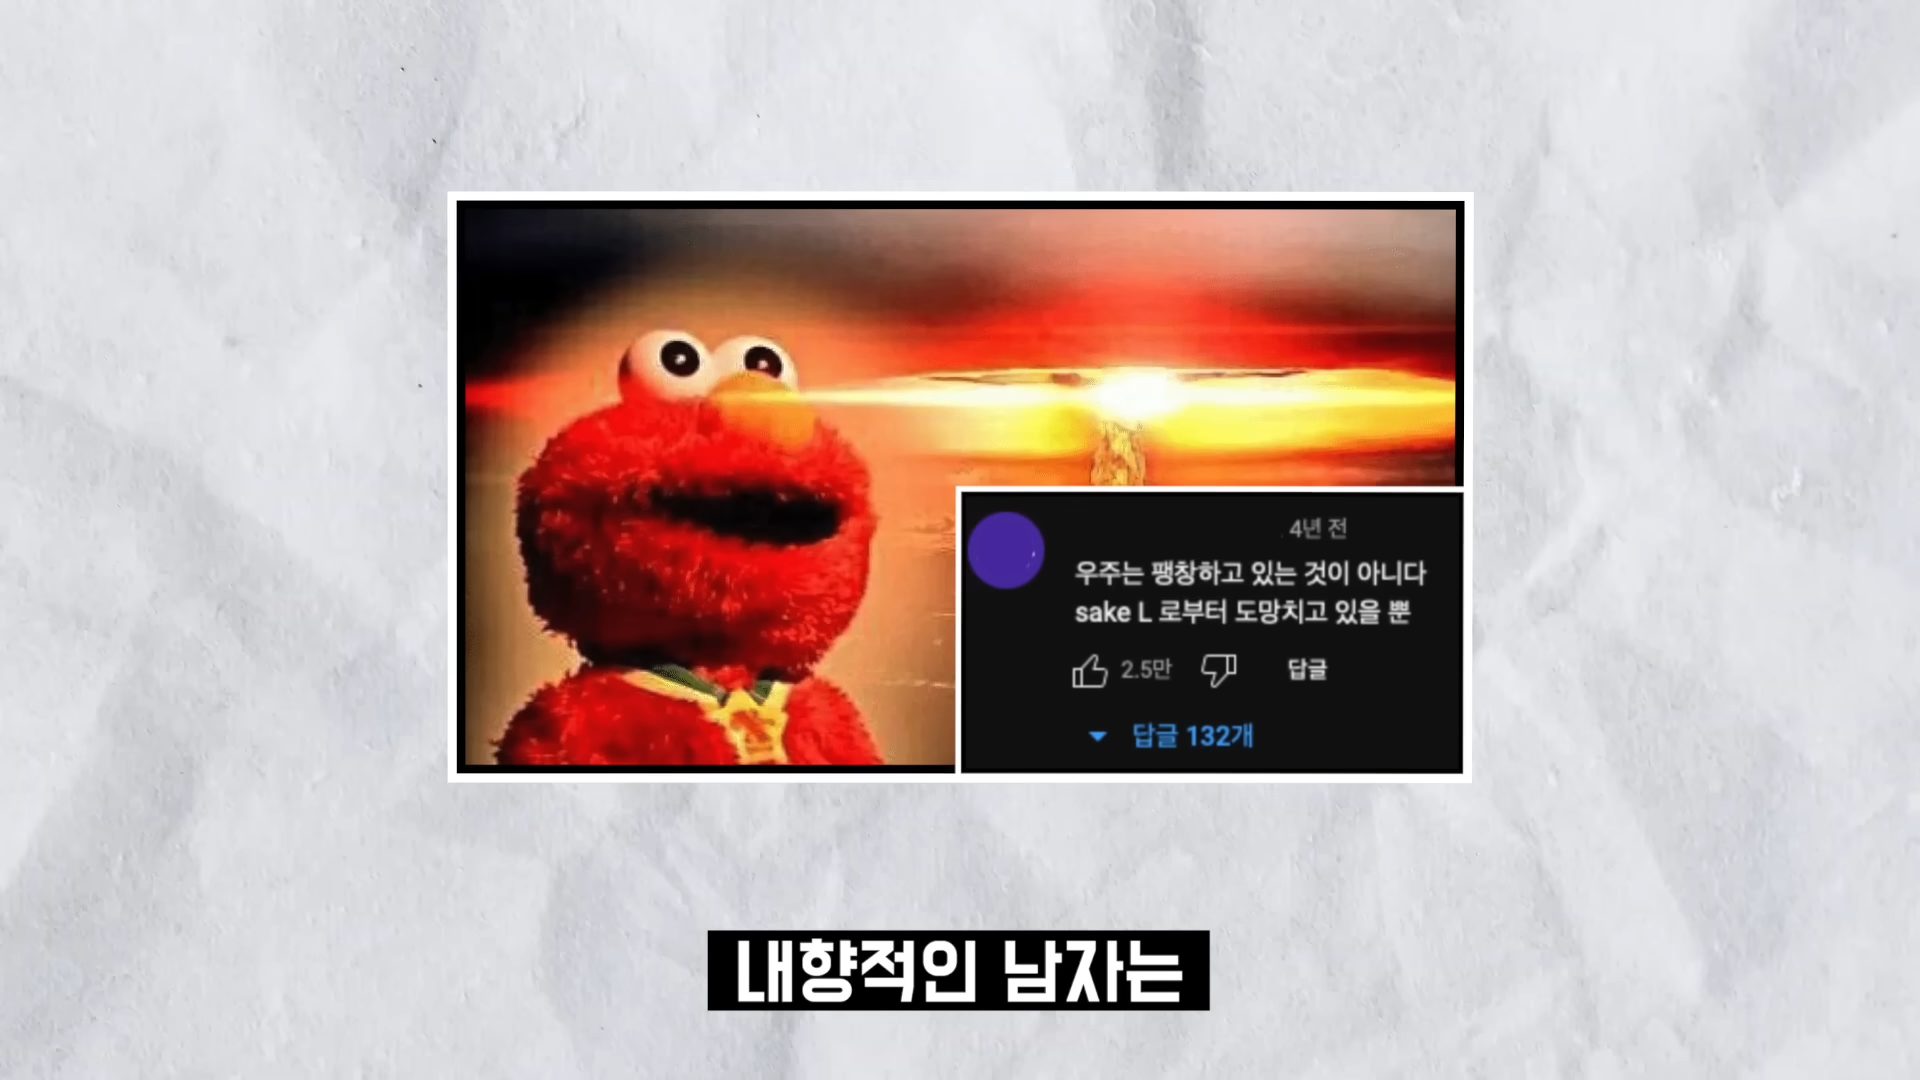 4년 전
우주는 팽창하고 있는 것이 아니다
sake L 로부터 도망치고 있을 뿐
2.5만 답글
답글 132개
내향적인 남자는